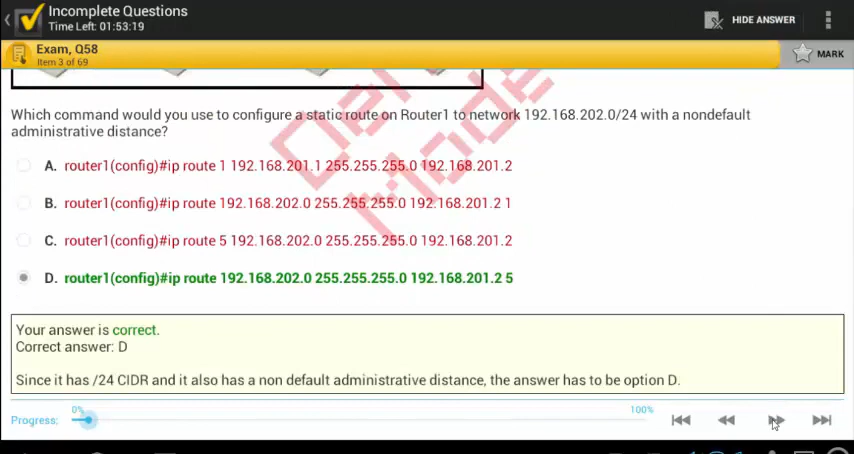 Incomplete Questions
Time Left: 01:53:19
HIDE ANSWER
Exam, Q58
Item 3 of 69
MARK
Demo
Mode
Which command would you use to configure a static route on Router1 to network 192.168.202.0/24 with a nondefault
administrative distance?
A. router1(config)#ip route 1 192.168.201.1 255.255.255.0 192.168.201.2
B. router1(config)#ip route 192.168.202.0 255.255.255.0 192.168.201.2 1
C. router1(config)#ip route 5 192.168.202.0 255.255.255.0 192.168.201.2
D. router1(config)#ip route 192.168.202.0 255.255.255.0 192.168.201.2 5
Your answer is correct.
Correct answer: D
Since it has /24 CIDR and it also has a non default administrative distance, the answer has to be option D.
Progress:
0%
100%